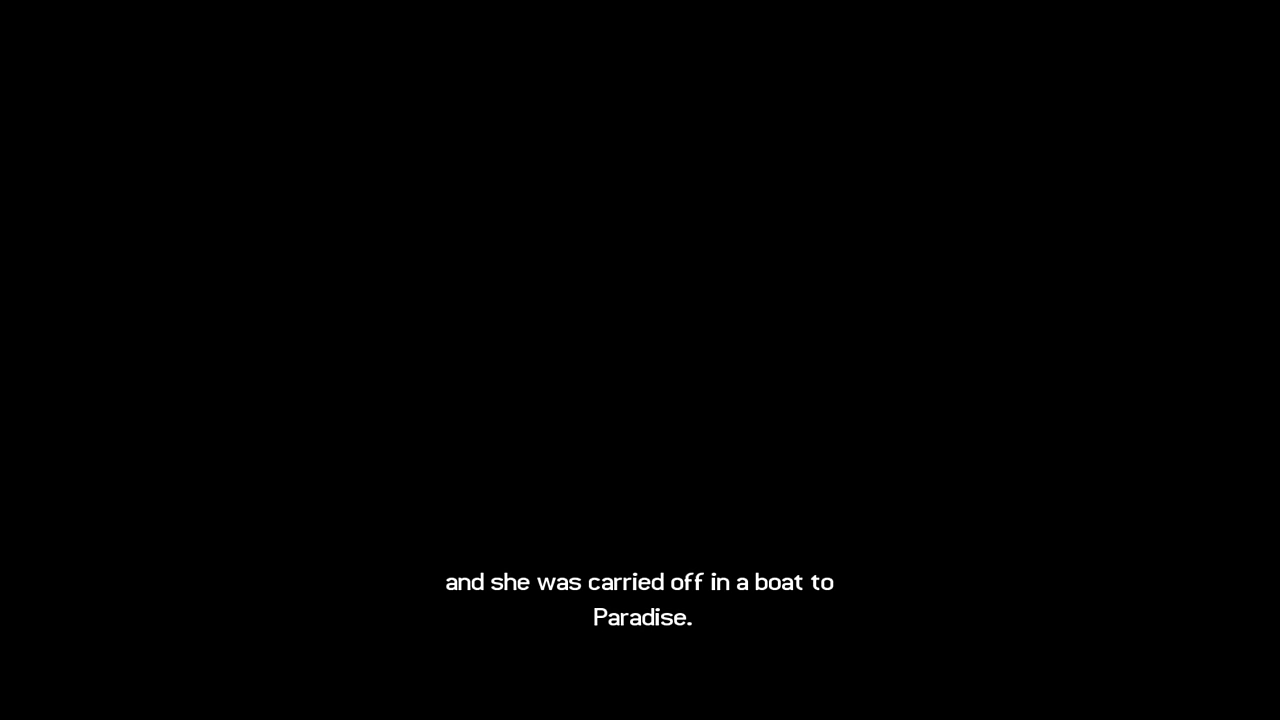 and she was carried off in a boat to
Paradise.